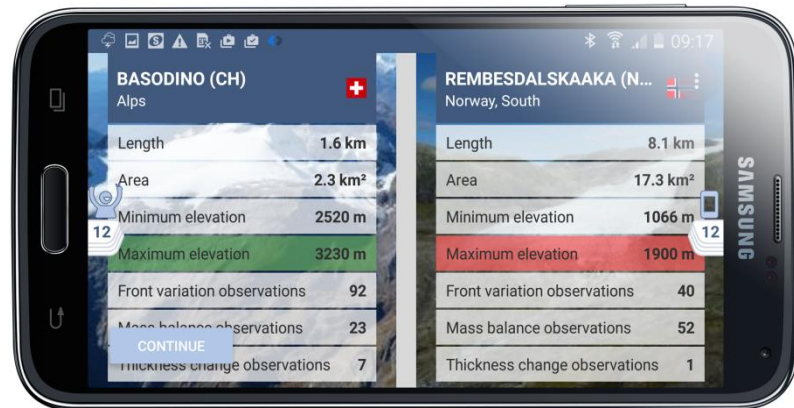 09:17
BASODINO (CH)
Alps
Length 1.6 km
Area 2.3 km²
Minimum elevation 2520 m
Maximum elevation 3230 m
Front variation observations 92
Mass balance observations 23
CONTINUE
Thickness change observations 7
12
REMBESDALSKAAKA (N...
Norway, South
Length 8.1 km
Area 17.3 km²
Minimum elevation 1066 m
Maximum elevation 1900 m
Front variation observations 40
Mass balance observations 52
Thickness change observations 1
12
SAMSUNG